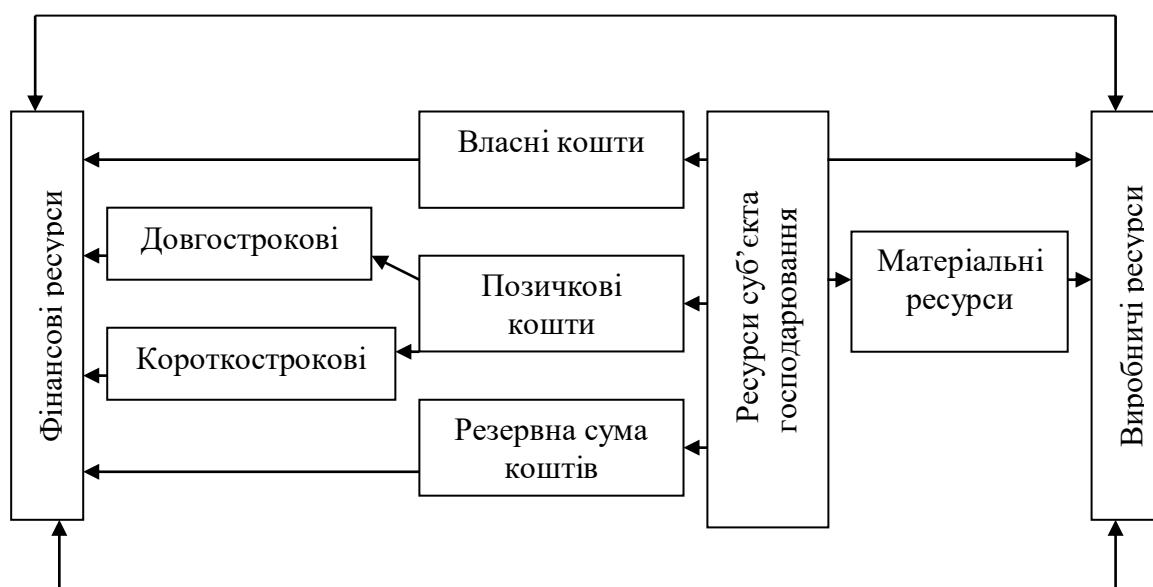 Фінансові ресурси
Власні кошти
Довгострокові
Позичкові
кошти
Короткострокові
Резервна сума
коштів
Ресурси суб’єкта
господарювання
Матеріальні
ресурси
Виробничі ресурси